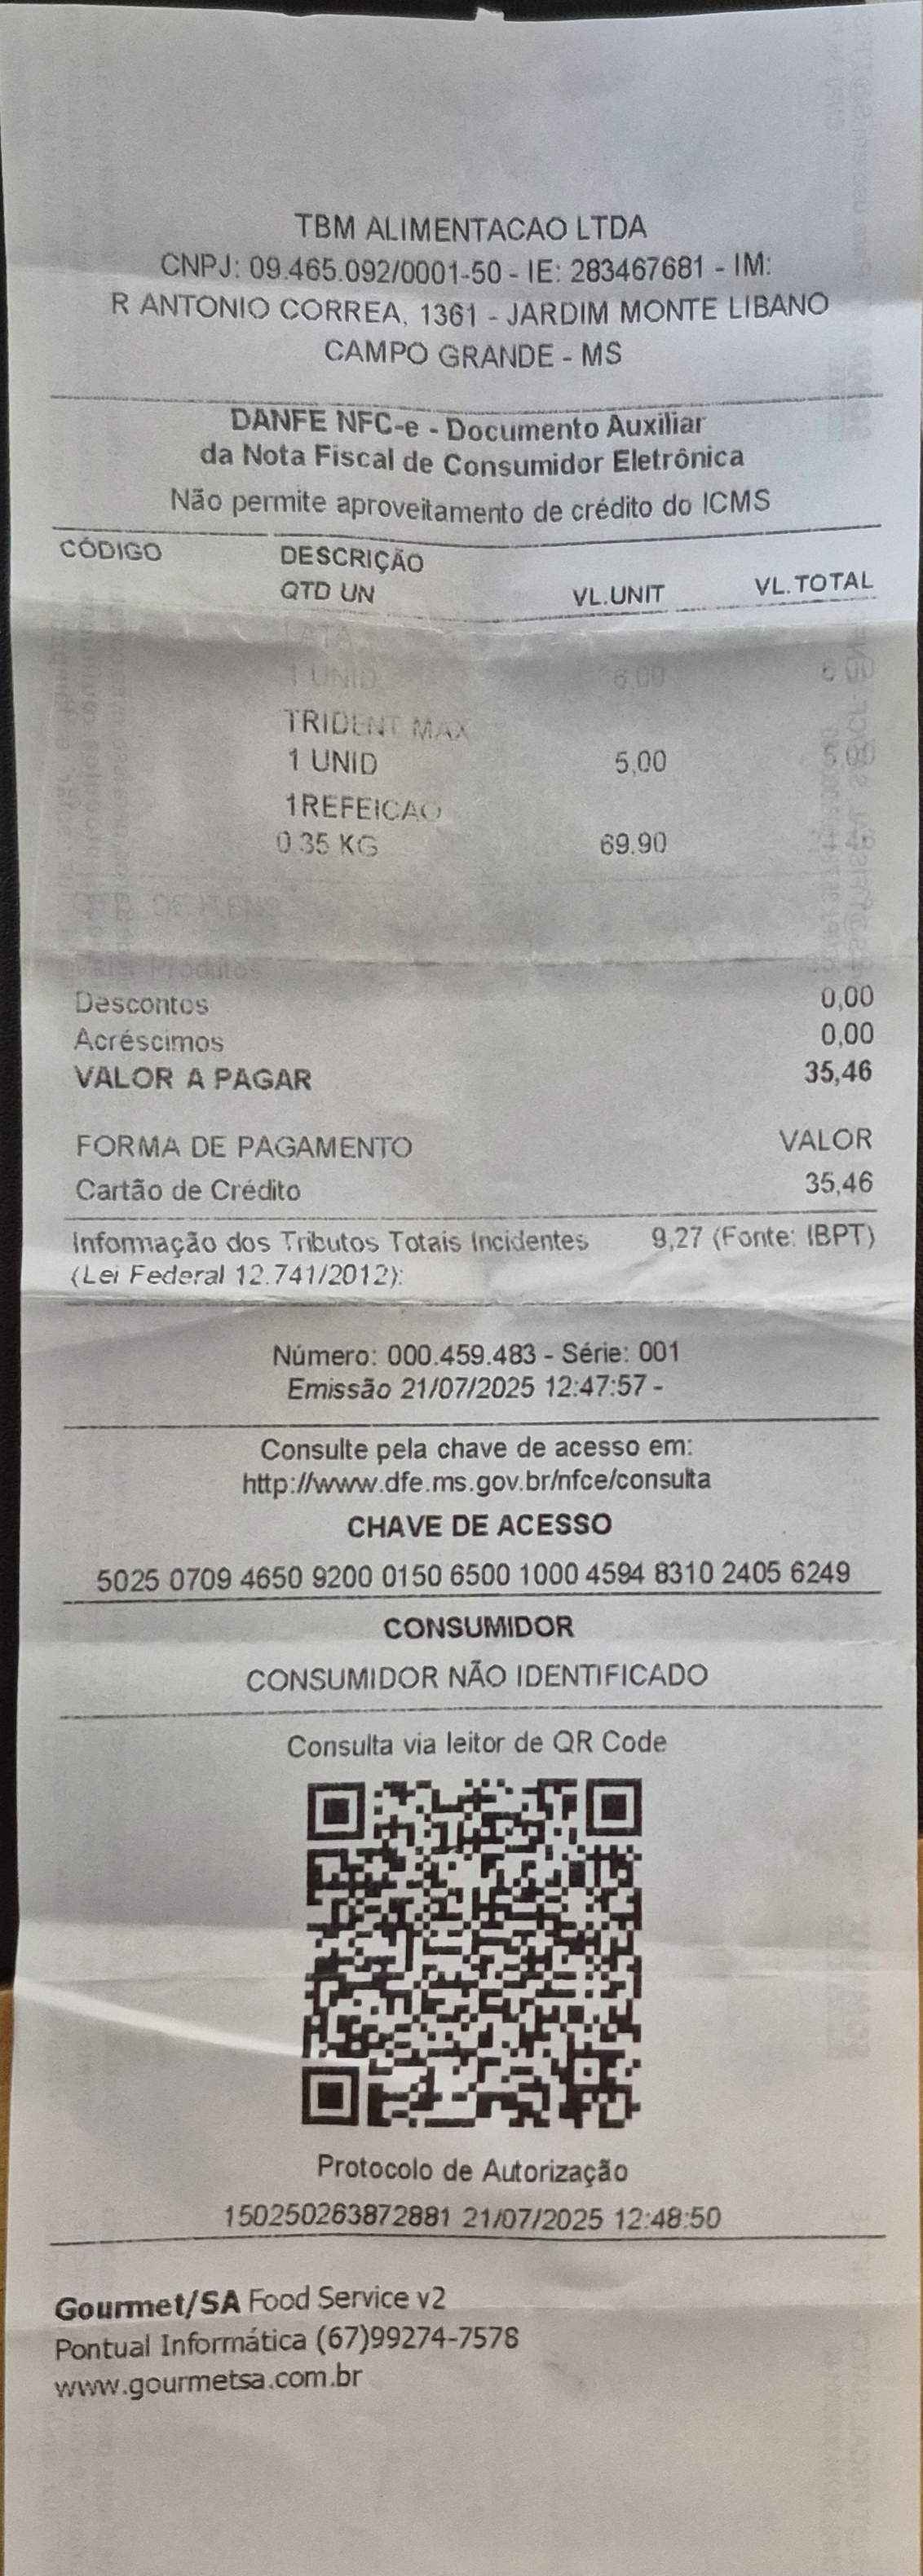 TBM ALIMENTACAO LTDA
CNPJ: 09.465.092/0001-50 - IE: 283467681 - IM:
R ANTONIO CORREA, 1361 - JARDIM MONTE LIBANO
CAMPO GRANDE - MS
DANFE NFC-e - Documento Auxiliar
da Nota Fiscal de Consumidor Eletrônica
Não permite aproveitamento de crédito do ICMS
CÓDIGO DESCRIÇÃO
QTD UN VL.UNIT VL.TOTAL
LATA
1 UNID 6,00 6,00
TRIDENT MAX
1 UNID 5,00 5,00
1REFEICAO
0.35 KG 69.90
QTD. DE ITENS
Valor Produtos
Descontos 0,00
Acréscimos 0,00
VALOR A PAGAR 35,46
FORMA DE PAGAMENTO VALOR
Cartão de Crédito 35,46
Informação dos Tributos Totais Incidentes 9,27 (Fonte: IBPT)
(Lei Federal 12.741/2012):
Número: 000.459.483 - Série: 001
Emissão 21/07/2025 12:47:57 -
Consulte pela chave de acesso em:
http://www.dfe.ms.gov.br/nfce/consulta
CHAVE DE ACESSO
5025 0709 4650 9200 0150 6500 1000 4594 8310 2405 6249
CONSUMIDOR
CONSUMIDOR NÃO IDENTIFICADO
Consulta via leitor de QR Code
Protocolo de Autorização
150250263872881 21/07/2025 12:48:50
Gourmet/SA Food Service v2
Pontual Informática (67)99274-7578
www.gourmetsa.com.br